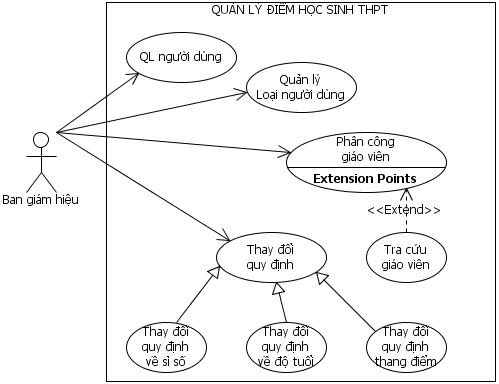 QUẢN LÝ ĐIỂM HỌC SINH THPT
QL người dùng
Quản lý
Loại người dùng
Phân công
giáo viên
Extension Points
Ban giám hiệu
<<Extend>>
Thay đổi
quy định
Tra cứu
giáo viên
Thay đổi
quy định
về sỉ số
Thay đổi
quy định
về độ tuổi
Thay đổi
quy định
thang điểm